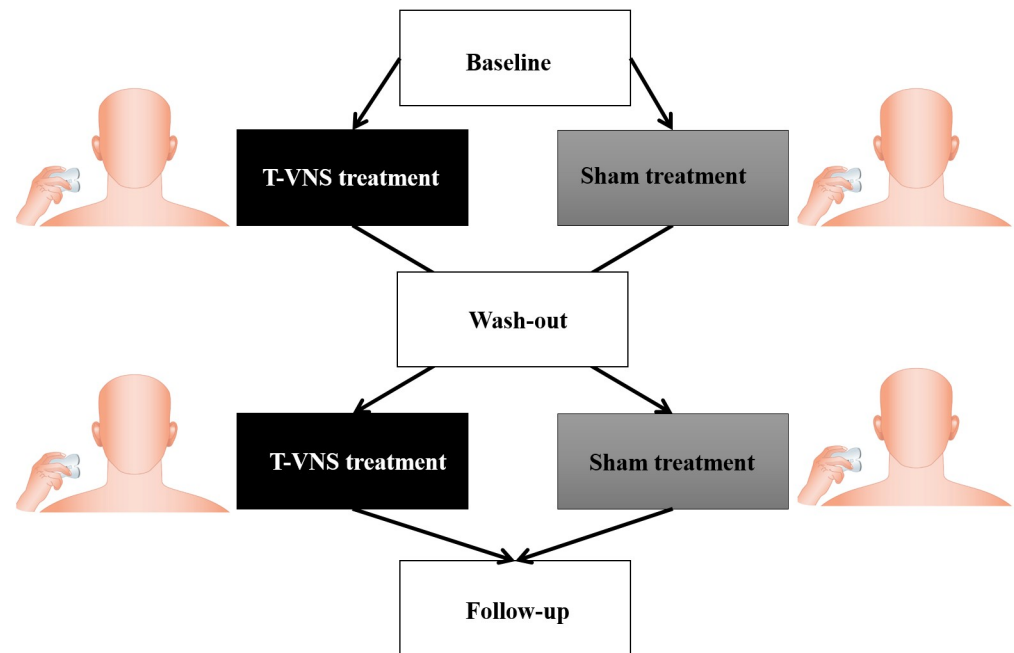 Baseline
T-VNS treatment
Sham treatment
Wash-out
T-VNS treatment
Sham treatment
Follow-up